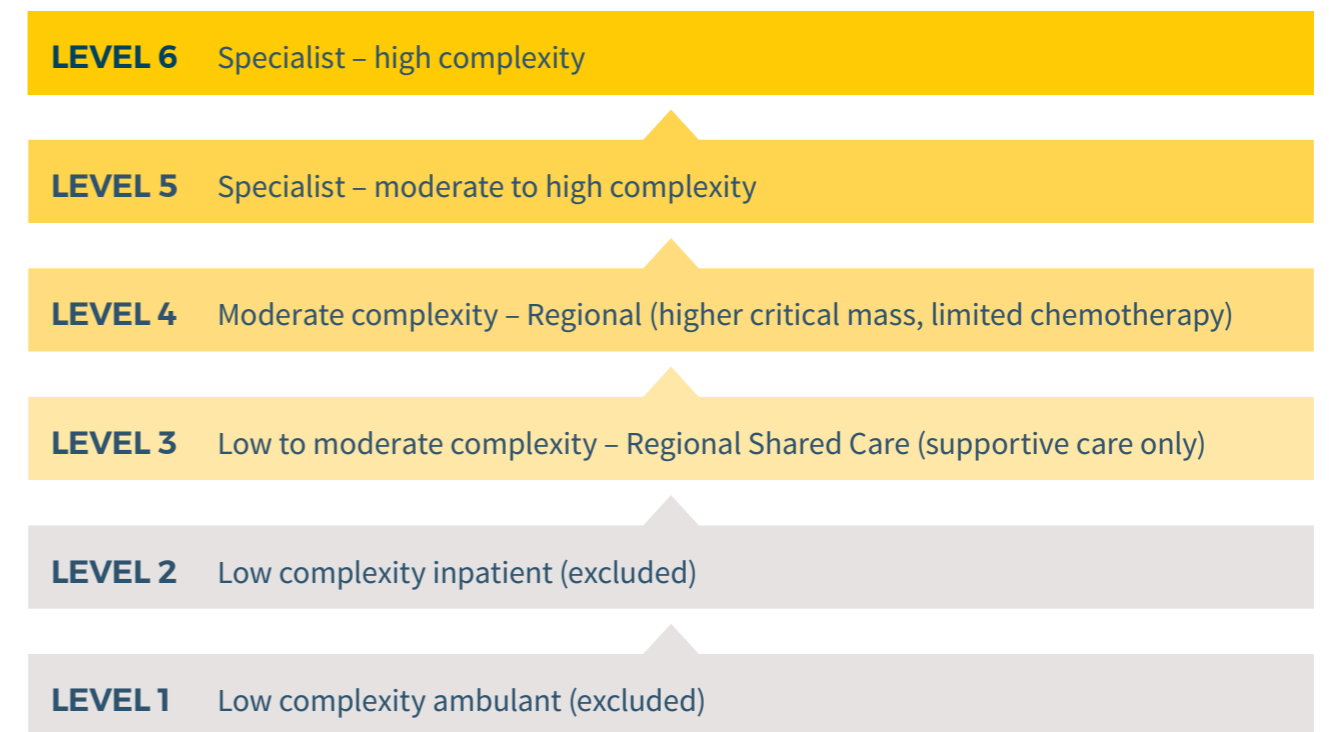 LEVEL 6 Specialist – high complexity
LEVEL 5 Specialist – moderate to high complexity
LEVEL 4 Moderate complexity – Regional (higher critical mass, limited chemotherapy)
LEVEL 3 Low to moderate complexity – Regional Shared Care (supportive care only)
LEVEL 2 Low complexity inpatient (excluded)
LEVEL 1 Low complexity ambulant (excluded)